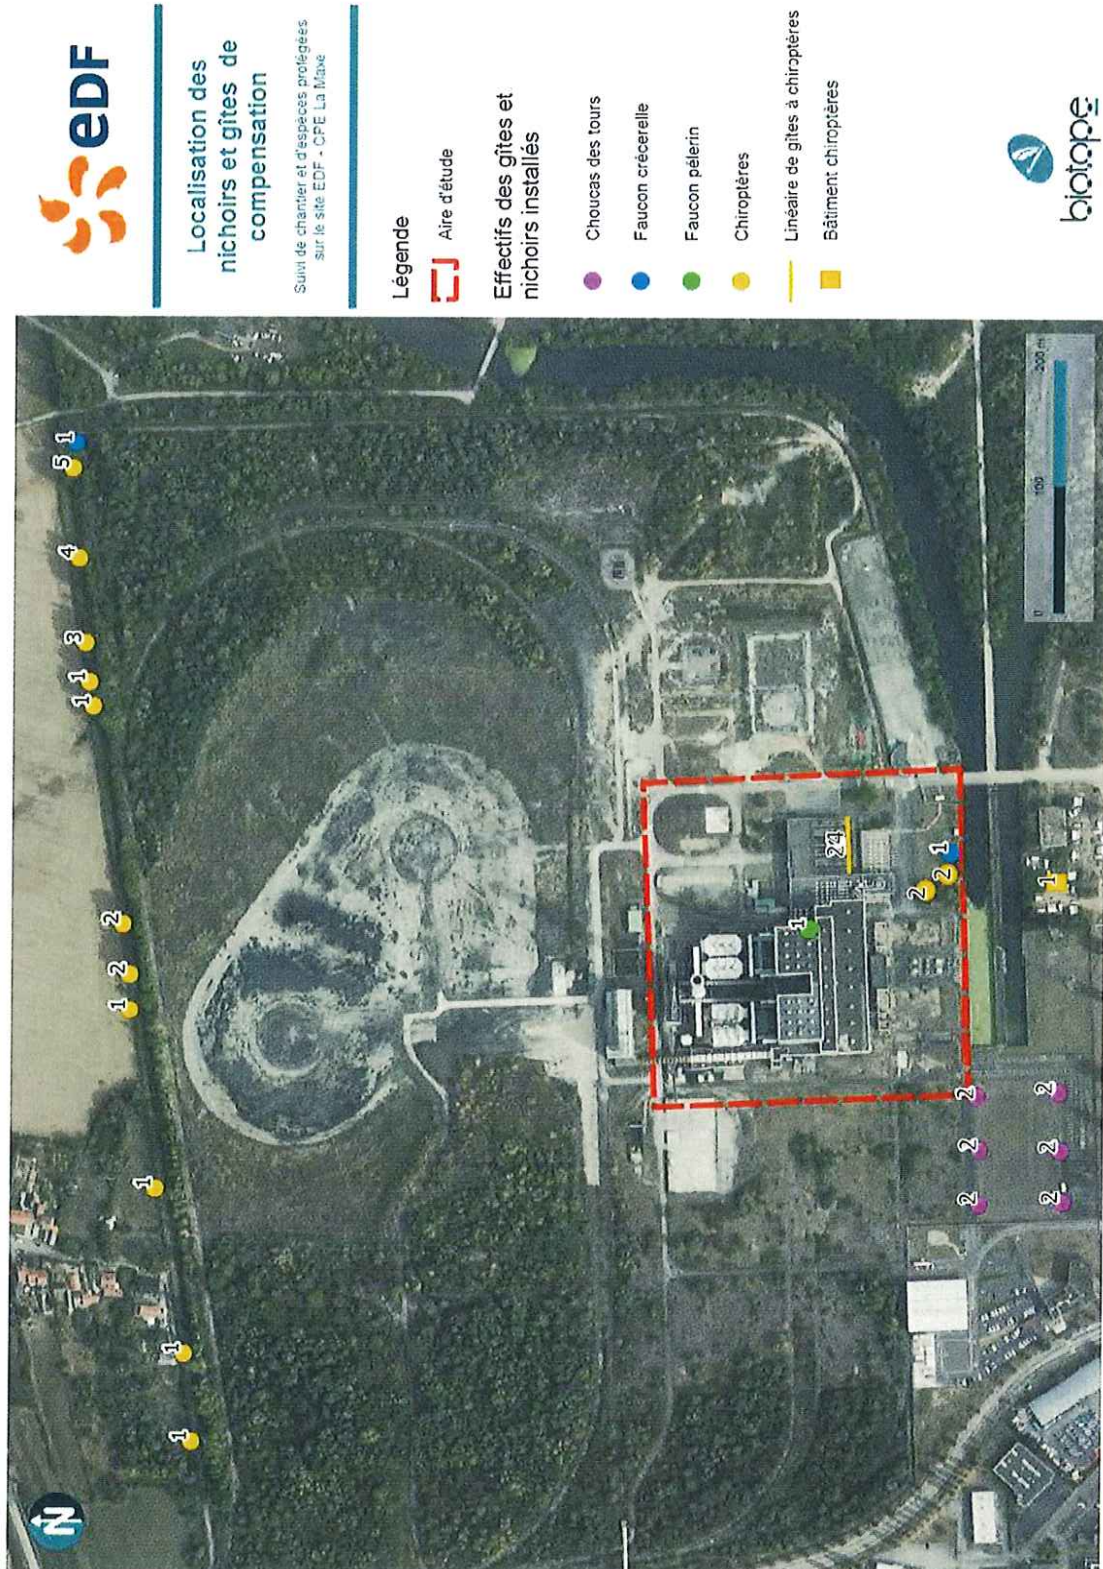 eDF
Localisation des
nichoirs et gîtes de
compensation
Suivi de chantier et d'espèces protégées
sur le site EDF - CPE La Maxe
Légende
Aire d'étude
Effectifs des gîtes et
nichoirs installés
Choucas des tours
Faucon crécerelle
Faucon pèlerin
Chiroptères
Linéaire de gîtes à chiroptères
Bâtiment chiroptères
biotope
N
1
1
1
1
2
2
1
1
3
4
5
1
1
24
2
2
1
1
2
2
2
2
2
2
0
100
200 m